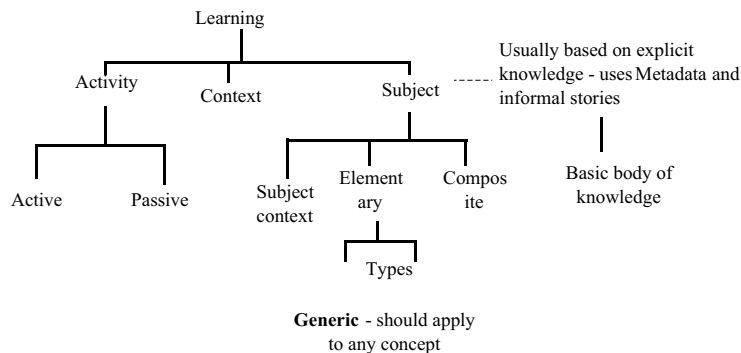 Learning
Usually based on explicit
knowledge - uses Metadata and
informal stories
Activity
Context
Subject
Active
Passive
Subject
context
Element
ary
Compos
ite
Basic body of
knowledge
Types
Generic - should apply
to any concept